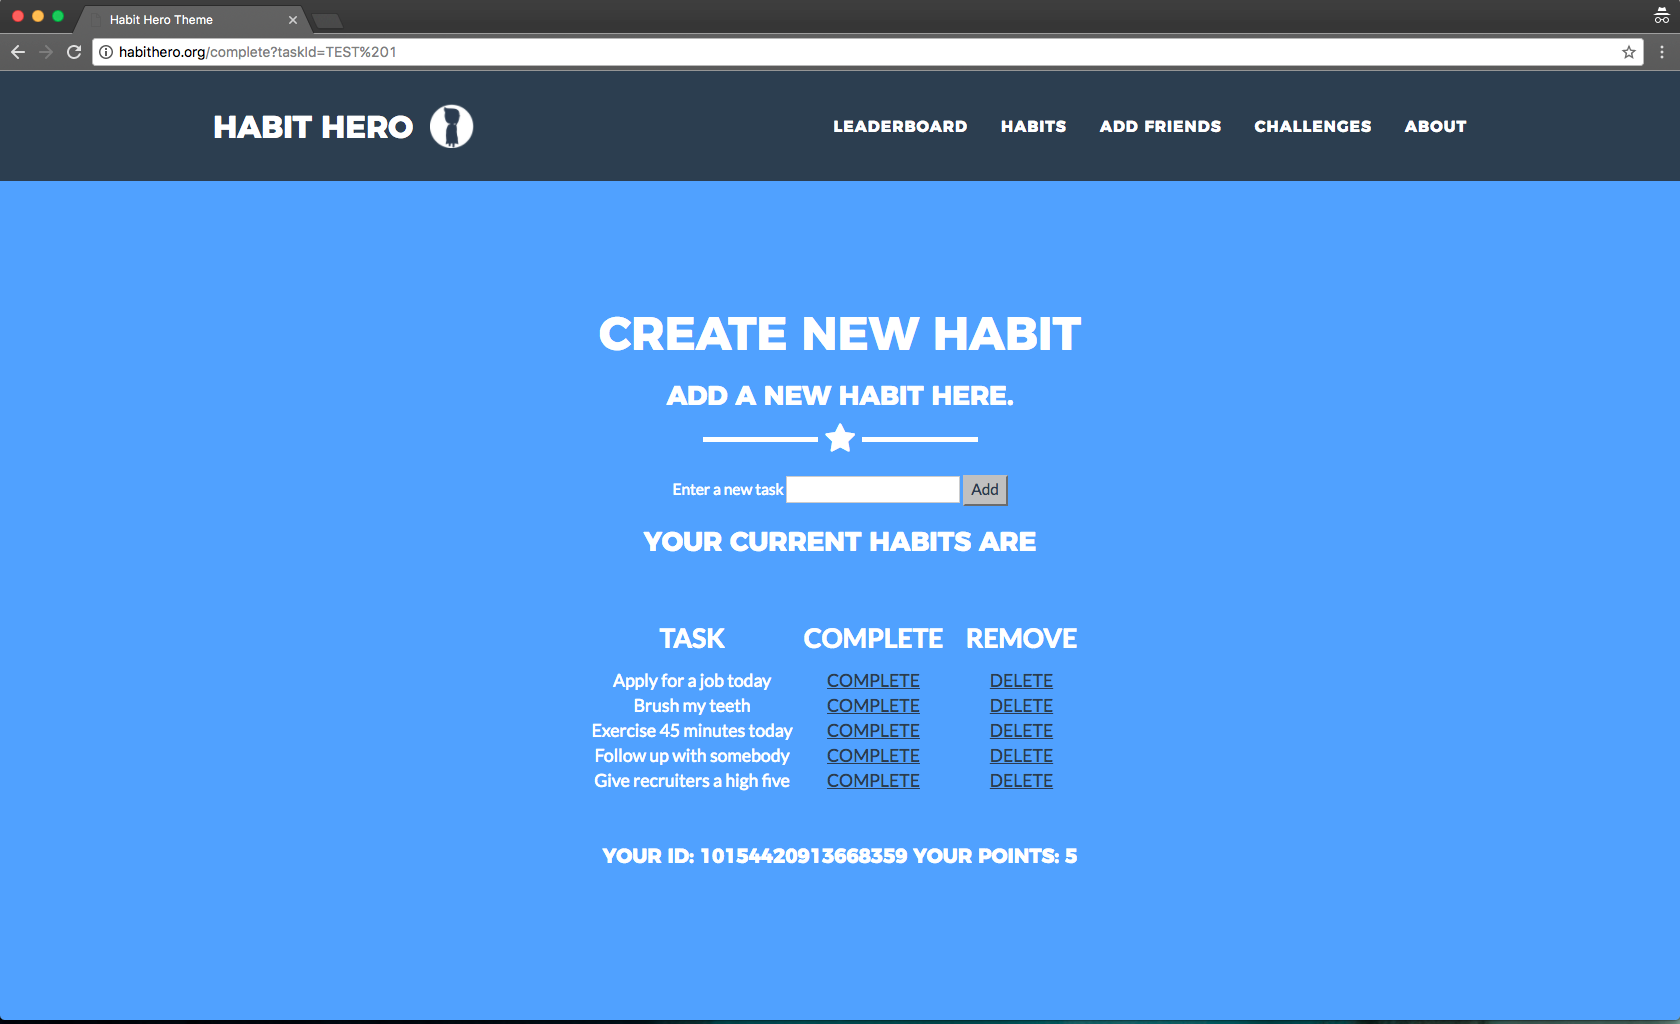 Habit Hero Theme
habithero.org/complete?taskId=TEST%201
HABIT HERO
LEADERBOARD HABITS ADD FRIENDS CHALLENGES ABOUT
CREATE NEW HABIT
ADD A NEW HABIT HERE.
Enter a new task Add
YOUR CURRENT HABITS ARE
TASK COMPLETE REMOVE
Apply for a job today COMPLETE DELETE
Brush my teeth COMPLETE DELETE
Exercise 45 minutes today COMPLETE DELETE
Follow up with somebody COMPLETE DELETE
Give recruiters a high five COMPLETE DELETE
YOUR ID: 10154420913668359 YOUR POINTS: 5